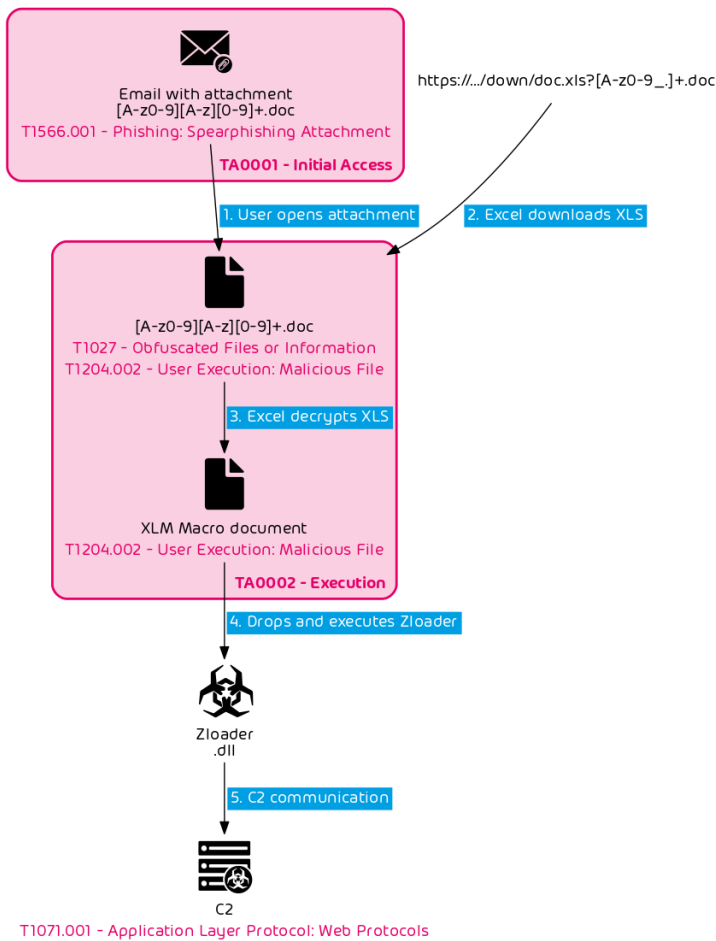 Email with attachment
[A-z0-9][A-z][0-9]+.doc
T1566.001 - Phishing: Spearphishing Attachment
TA0001 - Initial Access
https://.../down/doc.xls?[A-z0-9_.]+.doc
1. User opens attachment
2. Excel downloads XLS
[A-z0-9][A-z][0-9]+.doc
T1027 - Obfuscated Files or Information
T1204.002 - User Execution: Malicious File
3. Excel decrypts XLS
XLM Macro document
T1204.002 - User Execution: Malicious File
TA0002 - Execution
4. Drops and executes Zloader
Zloader
.dll
5. C2 communication
C2
T1071.001 - Application Layer Protocol: Web Protocols